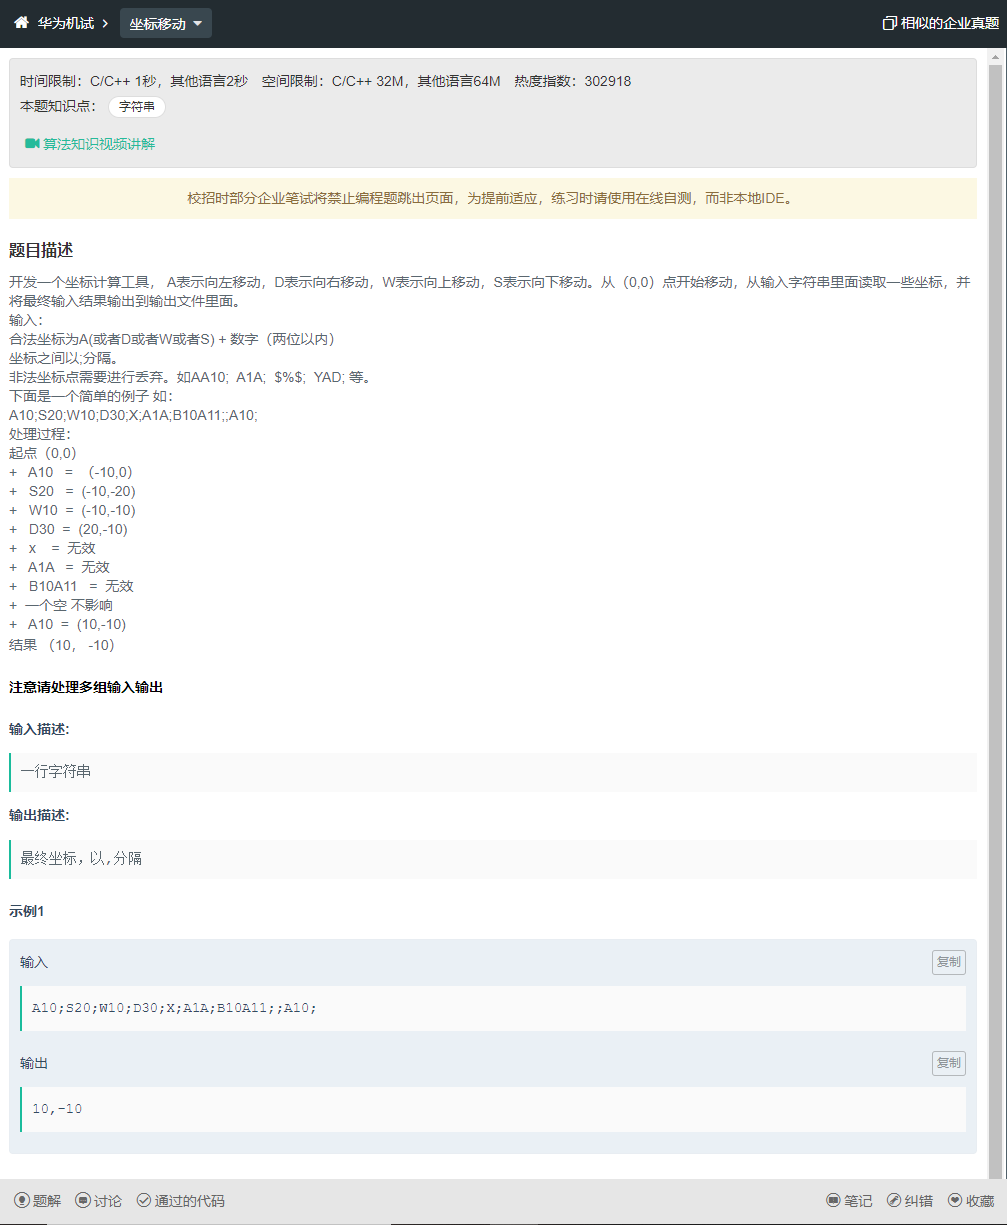 华为机试 > 坐标移动 相似的企业真题
时间限制：C/C++ 1秒，其他语言2秒 空间限制：C/C++ 32M，其他语言64M 热度指数：302918
本题知识点： 字符串
算法知识视频讲解
校招时部分企业笔试将禁止编程题跳出页面，为提前适应，练习时请使用在线自测，而非本地IDE。
题目描述
开发一个坐标计算工具， A表示向左移动，D表示向右移动，W表示向上移动，S表示向下移动。从（0,0）点开始移动，从输入字符串里面读取一些坐标，并
将最终输入结果输出到输出文件里面。
输入：
合法坐标为A(或者D或者W或者S) + 数字（两位以内）
坐标之间以;分隔。
非法坐标点需要进行丢弃。如AA10; A1A; $%$; YAD; 等。
下面是一个简单的例子 如：
A10;S20;W10;D30;X;A1A;B10A11;;A10;
处理过程：
起点（0,0）
+ A10 = （-10,0）
+ S20 = (-10,-20)
+ W10 = (-10,-10)
+ D30 = (20,-10)
+ x = 无效
+ A1A = 无效
+ B10A11 = 无效
+ 一个空 不影响
+ A10 = (10,-10)
结果 （10， -10）
注意请处理多组输入输出
输入描述:
一行字符串
输出描述:
最终坐标，以,分隔
示例1
输入 复制
A10;S20;W10;D30;X;A1A;B10A11;;A10;
输出 复制
10,-10
题解 讨论 通过的代码 笔记 纠错 收藏